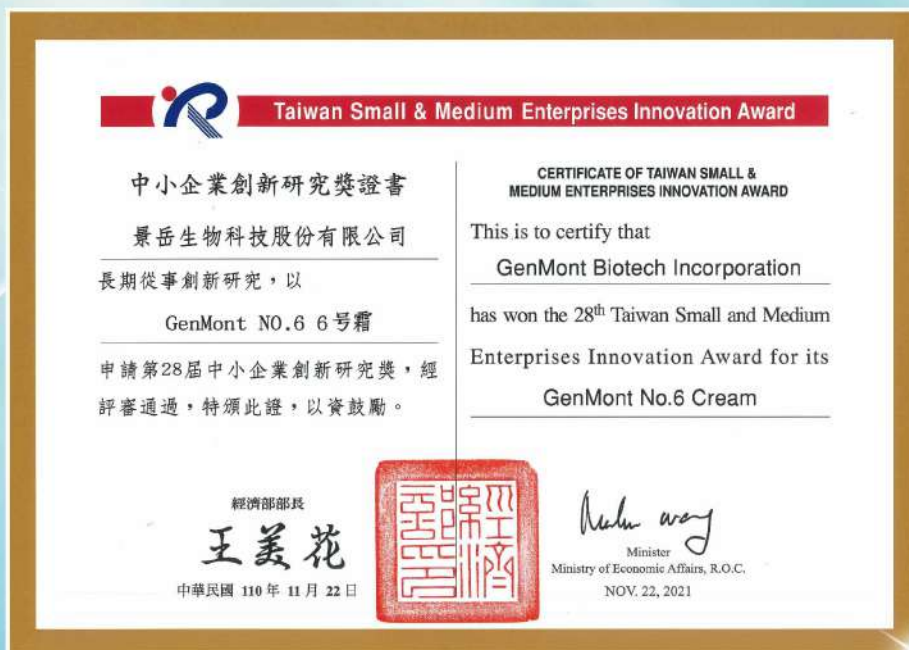 Taiwan Small & Medium Enterprises Innovation Award
中小企業創新研究獎證書
景岳生物科技股份有限公司
長期從事創新研究，以
GenMont NO.6 6号霜
申請第28届中小企業創新研究獎，經
評審通過，特頒此證，以資鼓勵。
經濟部部長
王美花
中華民國 110 年 11 月 22 日
經濟部印
CERTIFICATE OF TAIWAN SMALL &
MEDIUM ENTERPRISES INNOVATION AWARD
This is to certify that
GenMont Biotech Incorporation
has won the 28th Taiwan Small and Medium
Enterprises Innovation Award for its
GenMont No.6 Cream
Minister
Ministry of Economic Affairs, R.O.C.
NOV. 22, 2021